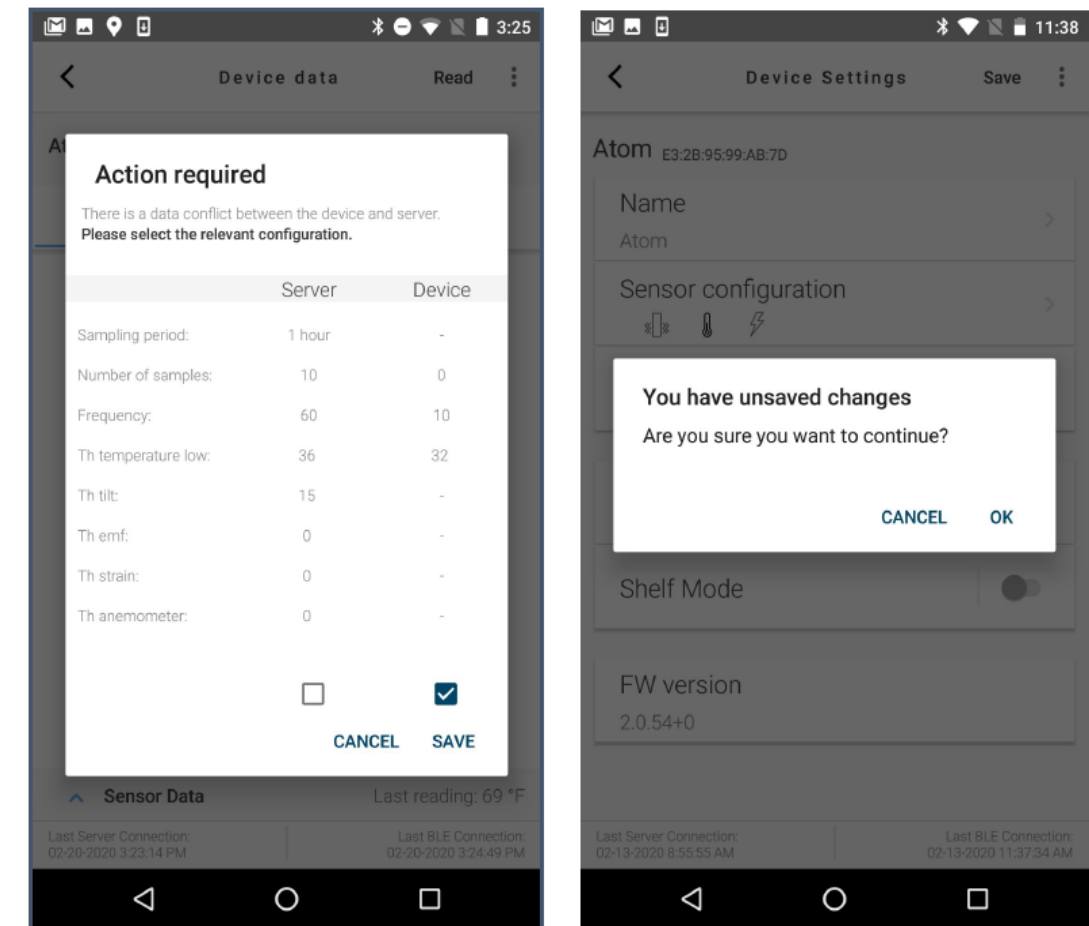 3:25
Device data Read
At
Action required
There is a data conflict between the device and server.
Please select the relevant configuration.
Server Device
Sampling period: 1 hour -
Number of samples: 10 0
Frequency: 60 10
Th temperature low: 36 32
Th tilt: 15 -
Th emf: 0 -
Th strain: 0 -
Th anemometer: 0 -
CANCEL SAVE
Sensor Data Last reading: 69 °F
Last Server Connection: Last BLE Connection:
02-20-2020 3:23:14 PM 02-20-2020 3:24:49 PM
11:38
Device Settings Save
Atom E3:2B:95:99:AB:7D
Name
Atom
Sensor configuration
You have unsaved changes
Are you sure you want to continue?
CANCEL OK
Shelf Mode
FW version
2.0.54+0
Last Server Connection: Last BLE Connection:
02-13-2020 8:55:55 AM 02-13-2020 11:37:34 AM